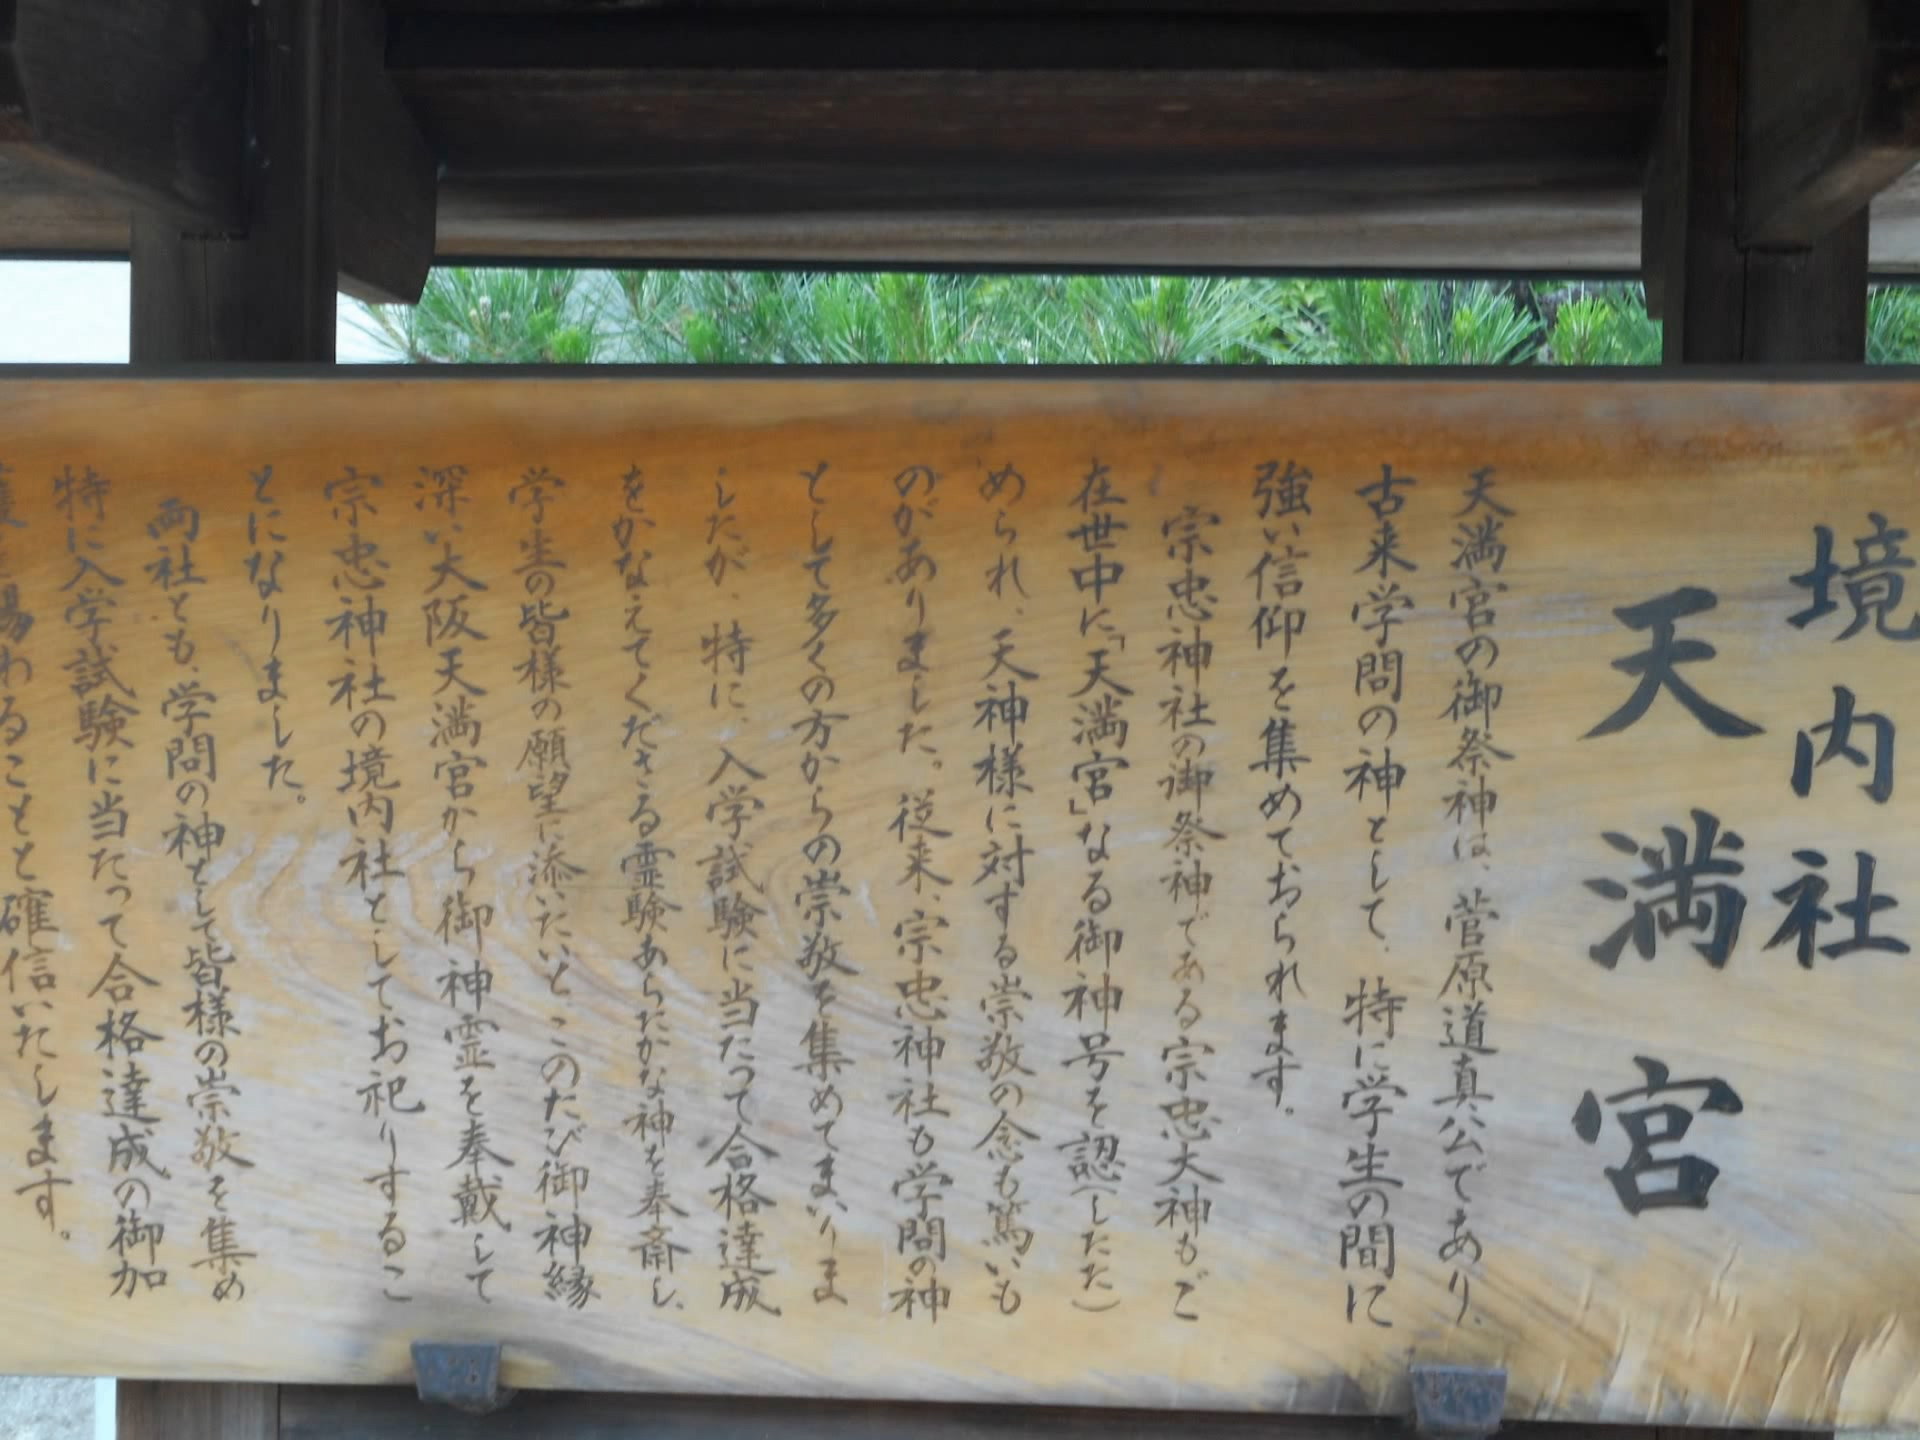 境内社
天満宮
天満宮の御祭神は、菅原道真公であり、
古来学問の神として、特に学生の間に
強い信仰を集めておられます。
宗忠神社の御祭神である宗忠大神もご
在世中に「天満宮」なる御神号を認(したた)
められ、天神様に対する崇敬の念も篤いも
のがありました。従来、宗忠神社も学問の神
として多くの方からの崇敬を集めてまいりま
したが、特に、入学試験に当たって合格達成
をかなえてくださる霊験あらたかな神を奉斎し、
学生の皆様の願望に添いたいと、このたび御神縁
深い大阪天満宮から御神霊を奉戴して
宗忠神社の境内社としてお祀りするこ
とになりました。
両社とも、学問の神として皆様の崇敬を集め
特に入学試験に当たって合格達成の御加
護を賜わることと確信いたします。